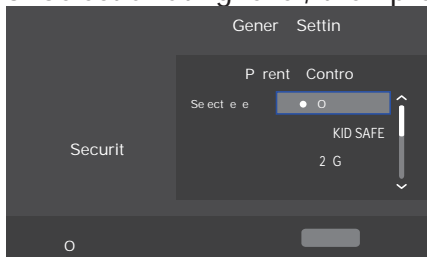 Gener Settin
P rent Contro
Se ect e e
O
KID SAFE
2 G
Securit
O